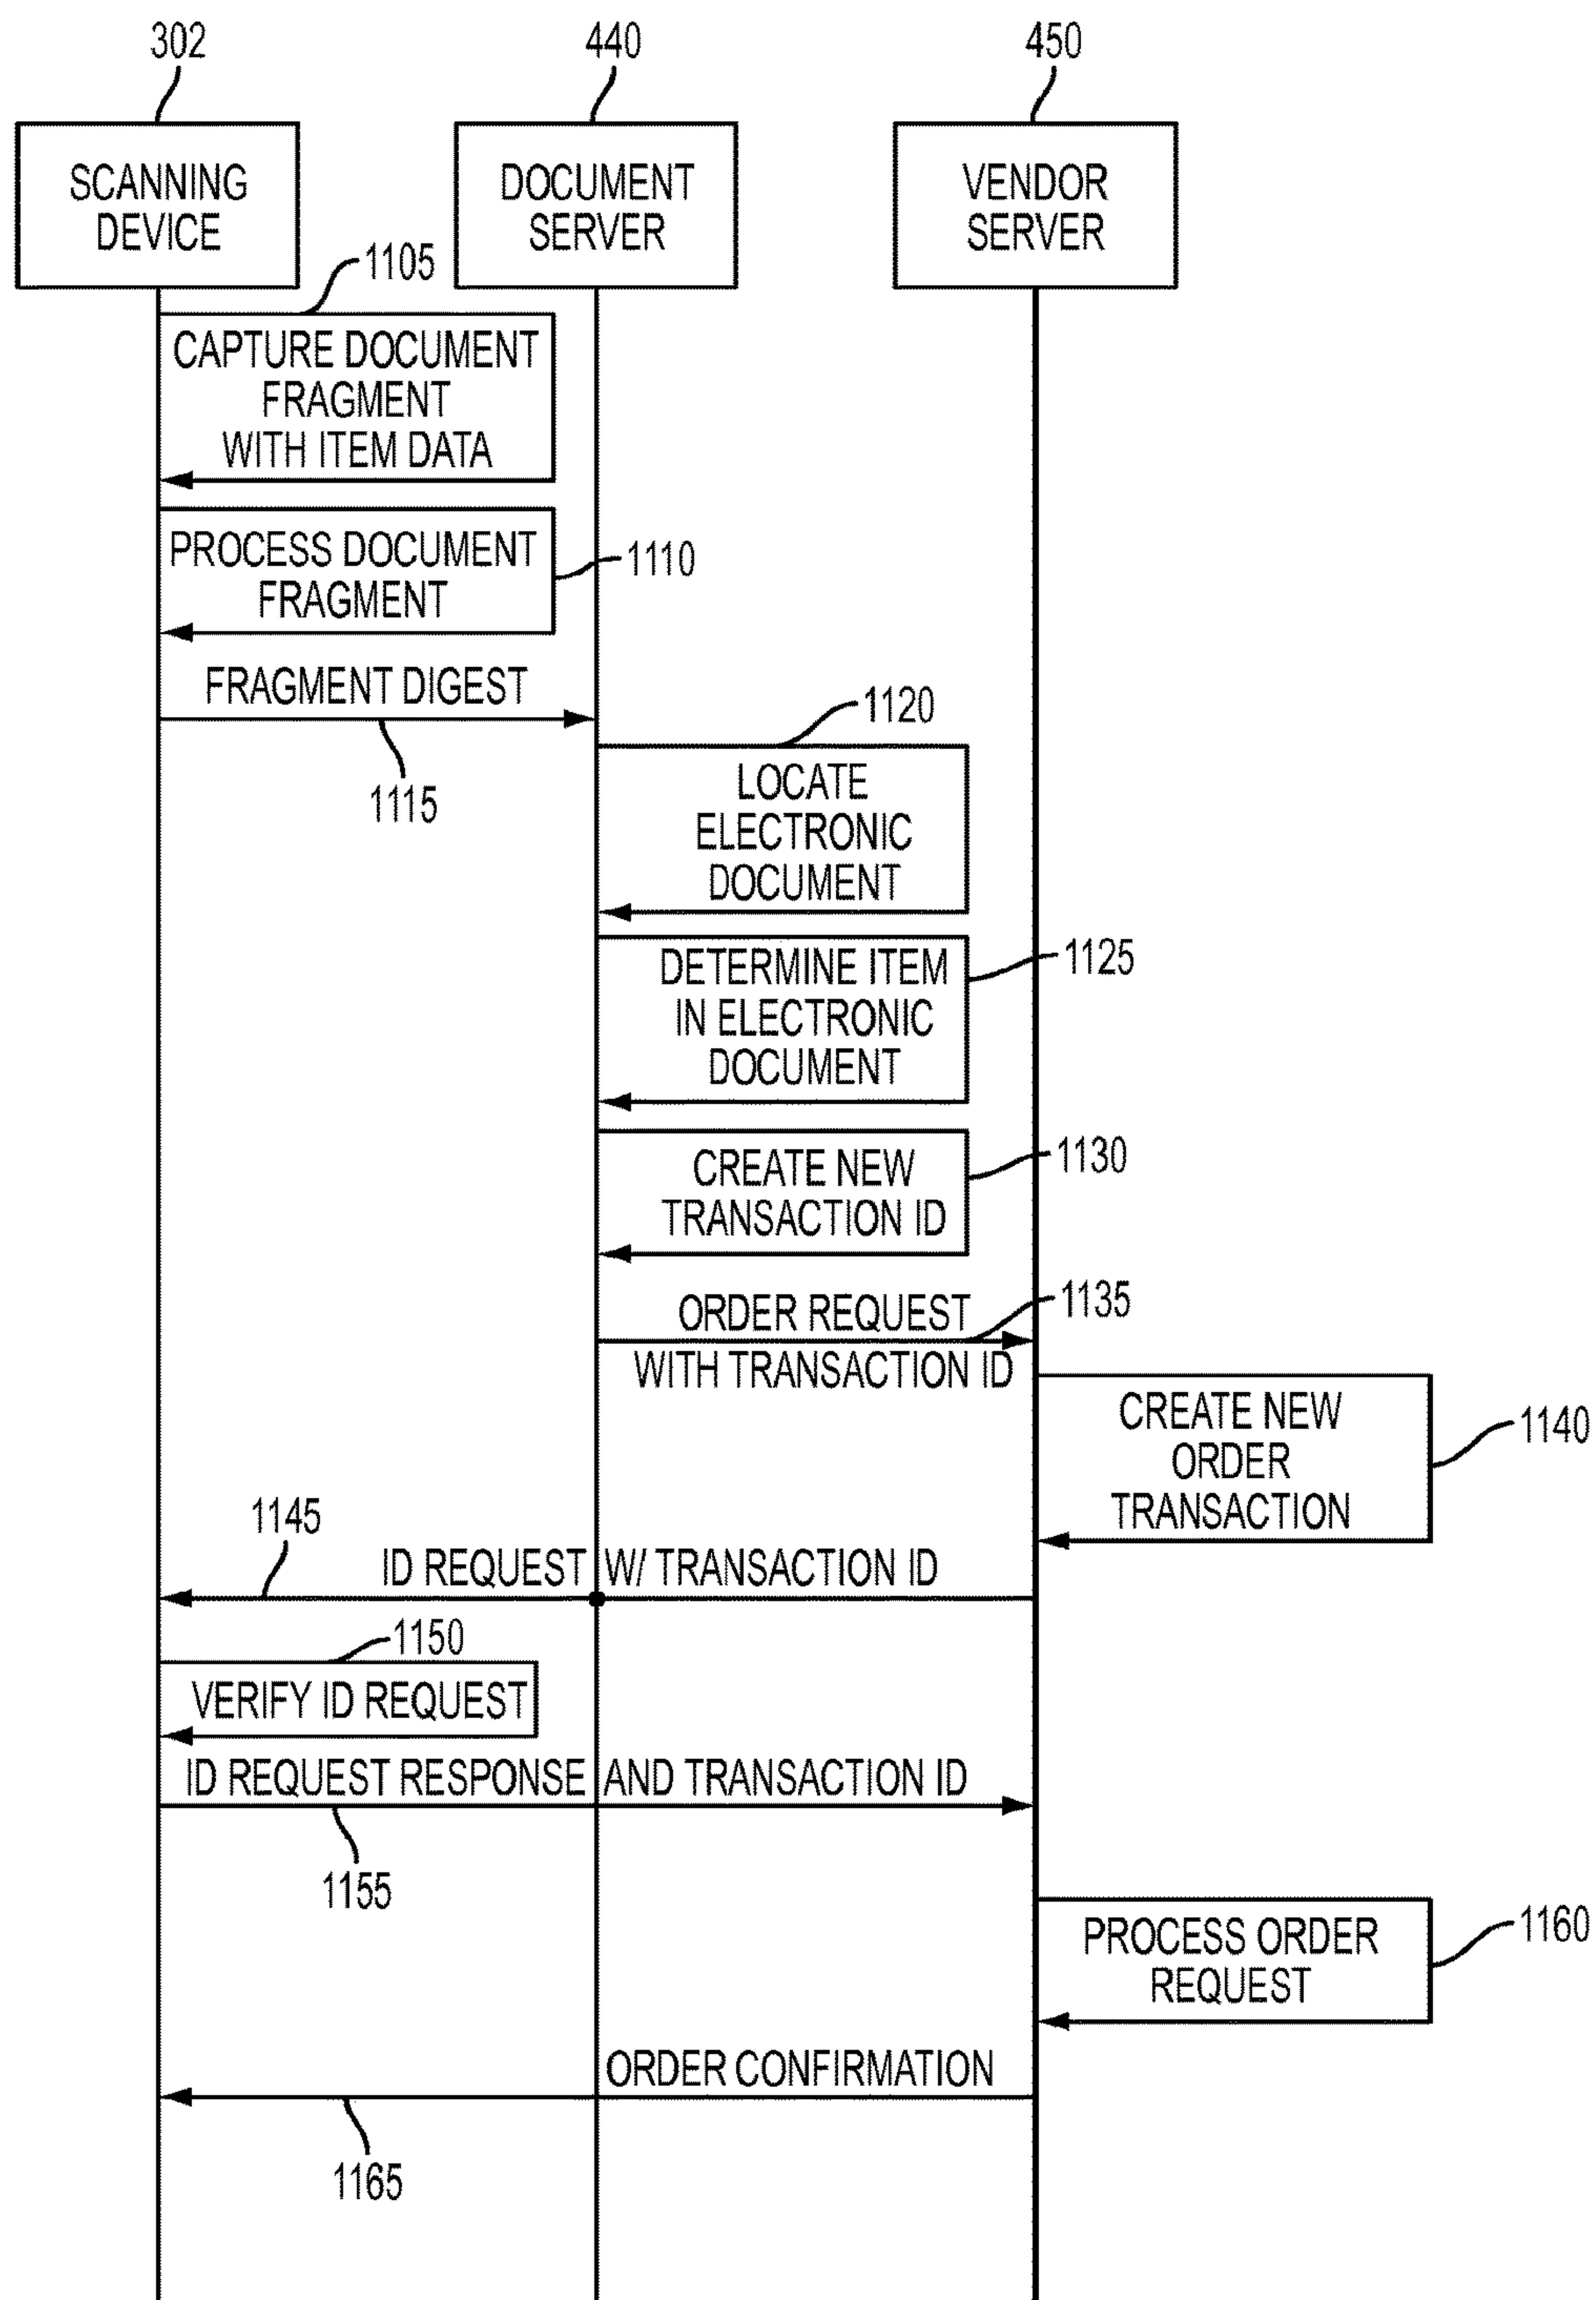 302
440
450
SCANNING
DEVICE
DOCUMENT
SERVER
VENDOR
SERVER
1105
CAPTURE DOCUMENT
FRAGMENT
WITH ITEM DATA
PROCESS DOCUMENT
FRAGMENT
1110
FRAGMENT DIGEST
1115
1120
LOCATE
ELECTRONIC
DOCUMENT
DETERMINE ITEM
IN ELECTRONIC
DOCUMENT
1125
CREATE NEW
TRANSACTION ID
1130
ORDER REQUEST
WITH TRANSACTION ID
1135
CREATE NEW
ORDER
TRANSACTION
1140
1145
ID REQUEST W/ TRANSACTION ID
1150
VERIFY ID REQUEST
ID REQUEST RESPONSE AND TRANSACTION ID
1155
PROCESS ORDER
REQUEST
1160
ORDER CONFIRMATION
1165